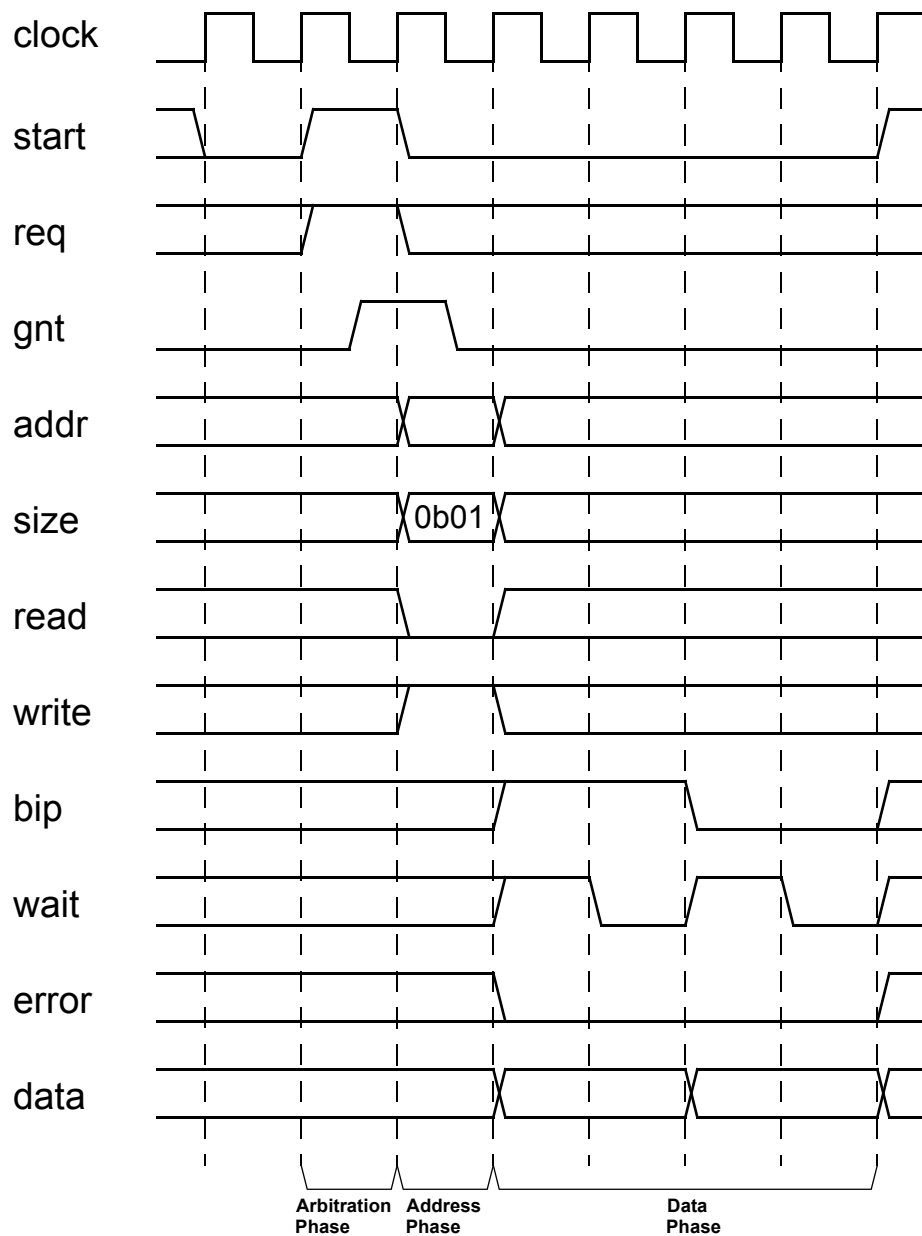 clock
start
req
gnt
addr
size
0b01
read
write
bip
wait
error
data
Arbitration
Phase
Address
Phase
Data
Phase